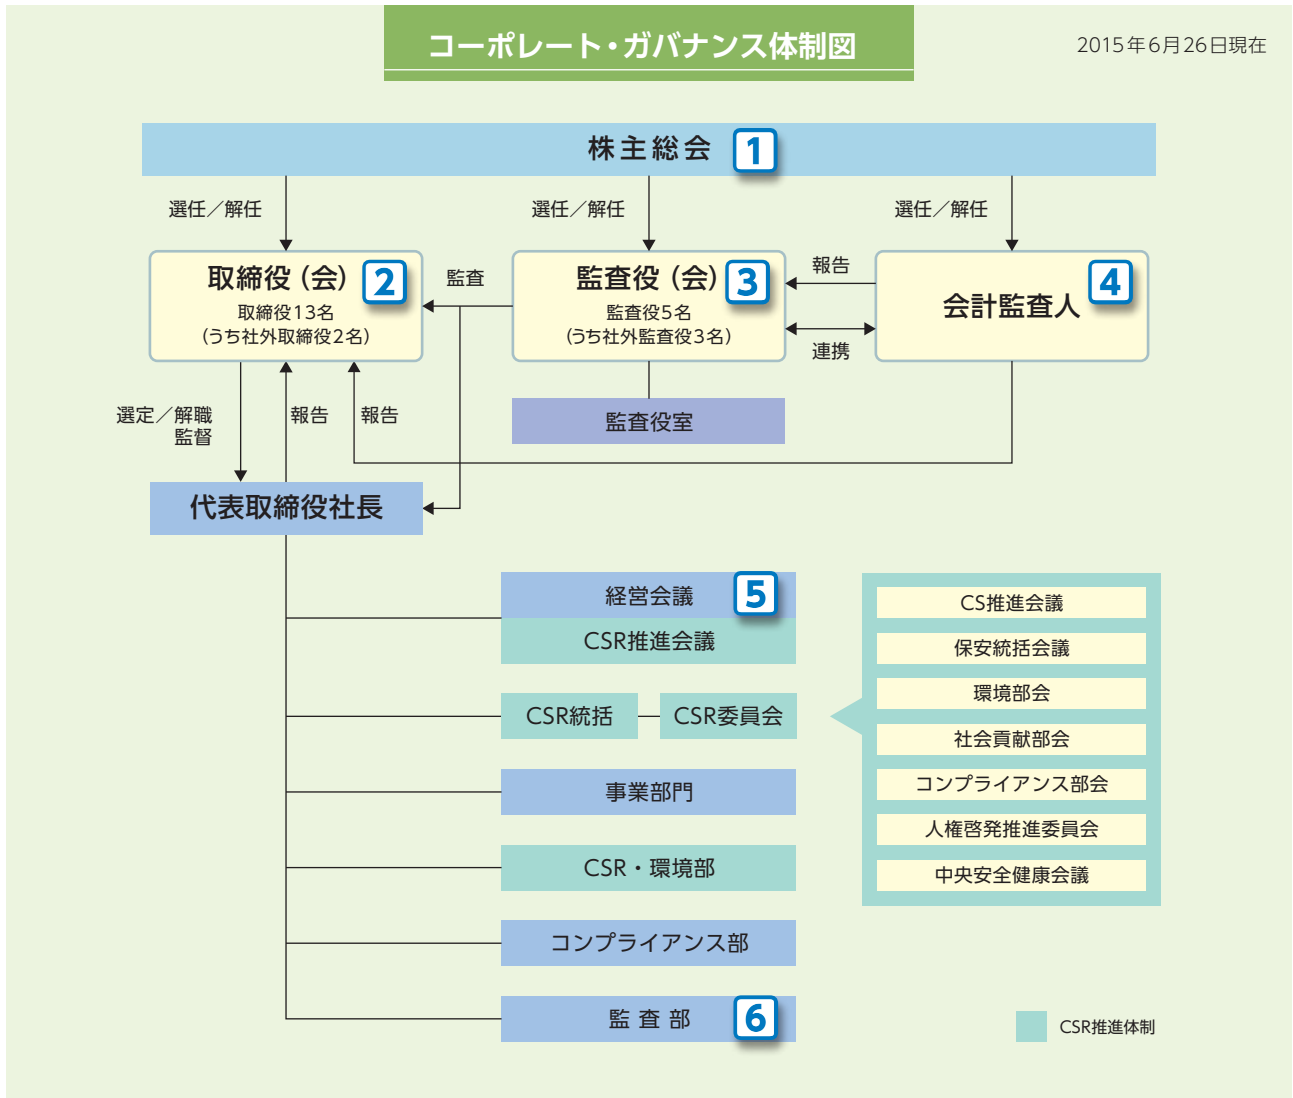 コーポレート・ガバナンス体制図
2015年6月26日現在
株主総会 1
選任／解任
選任／解任
選任／解任
取締役（会） 2
取締役13名
（うち社外取締役2名）
監査
監査役（会） 3
監査役5名
（うち社外監査役3名）
報告
連携
会計監査人 4
選定／解職
監督
報告
報告
監査役室
代表取締役社長
経営会議 5
CSR推進会議
CSR統括
CSR委員会
事業部門
CSR・環境部
コンプライアンス部
監査部 6
CS推進会議
保安統括会議
環境部会
社会貢献部会
コンプライアンス部会
人権啓発推進委員会
中央安全健康会議
CSR推進体制